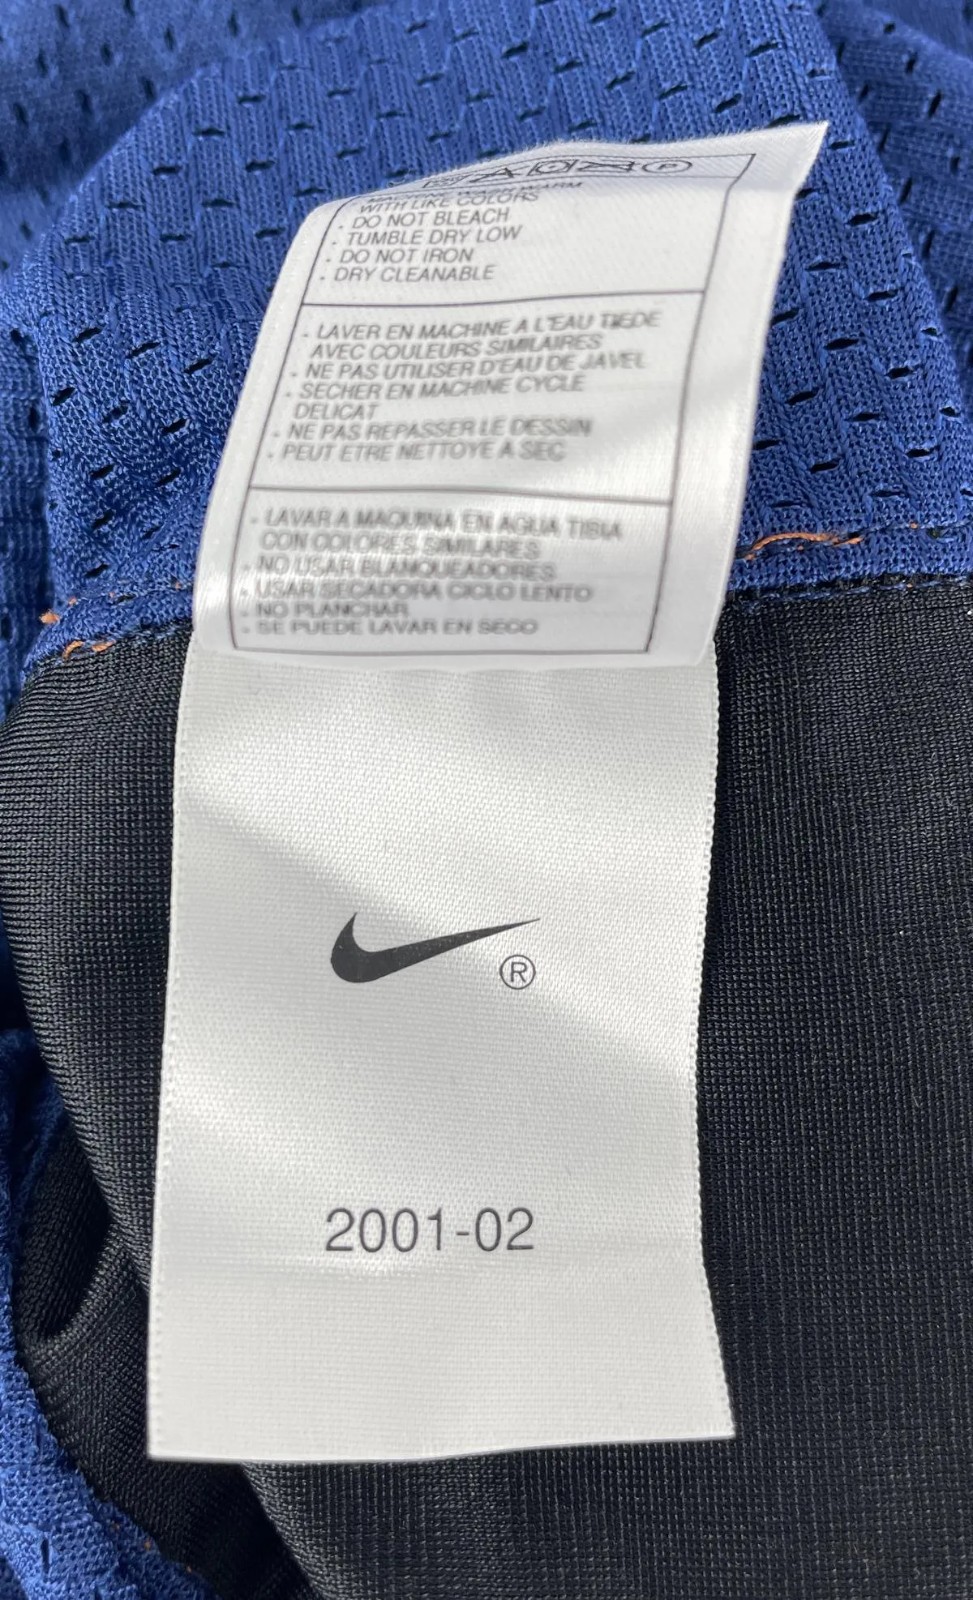 P
WASH WARM
WITH LIKE COLORS
· DO NOT BLEACH
· TUMBLE DRY LOW
· DO NOT IRON
· DRY CLEANABLE
· LAVER EN MACHINE A L'EAU TIEDE
AVEC COULEURS SIMILAIRES
· NE PAS UTILISER D'EAU DE JAVEL
· SECHER EN MACHINE CYCLE
DELICAT
· NE PAS REPASSER LE DESSIN
· PEUT ETRE NETTOYE A SEC
· LAVAR A MAQUINA EN AGUA TIBIA
CON COLORES SIMILARES
· NO USAR BLANQUEADORES
· USAR SECADORA CICLO LENTO
· NO PLANCHAR
· SE PUEDE LAVAR EN SECO
®
2001-02